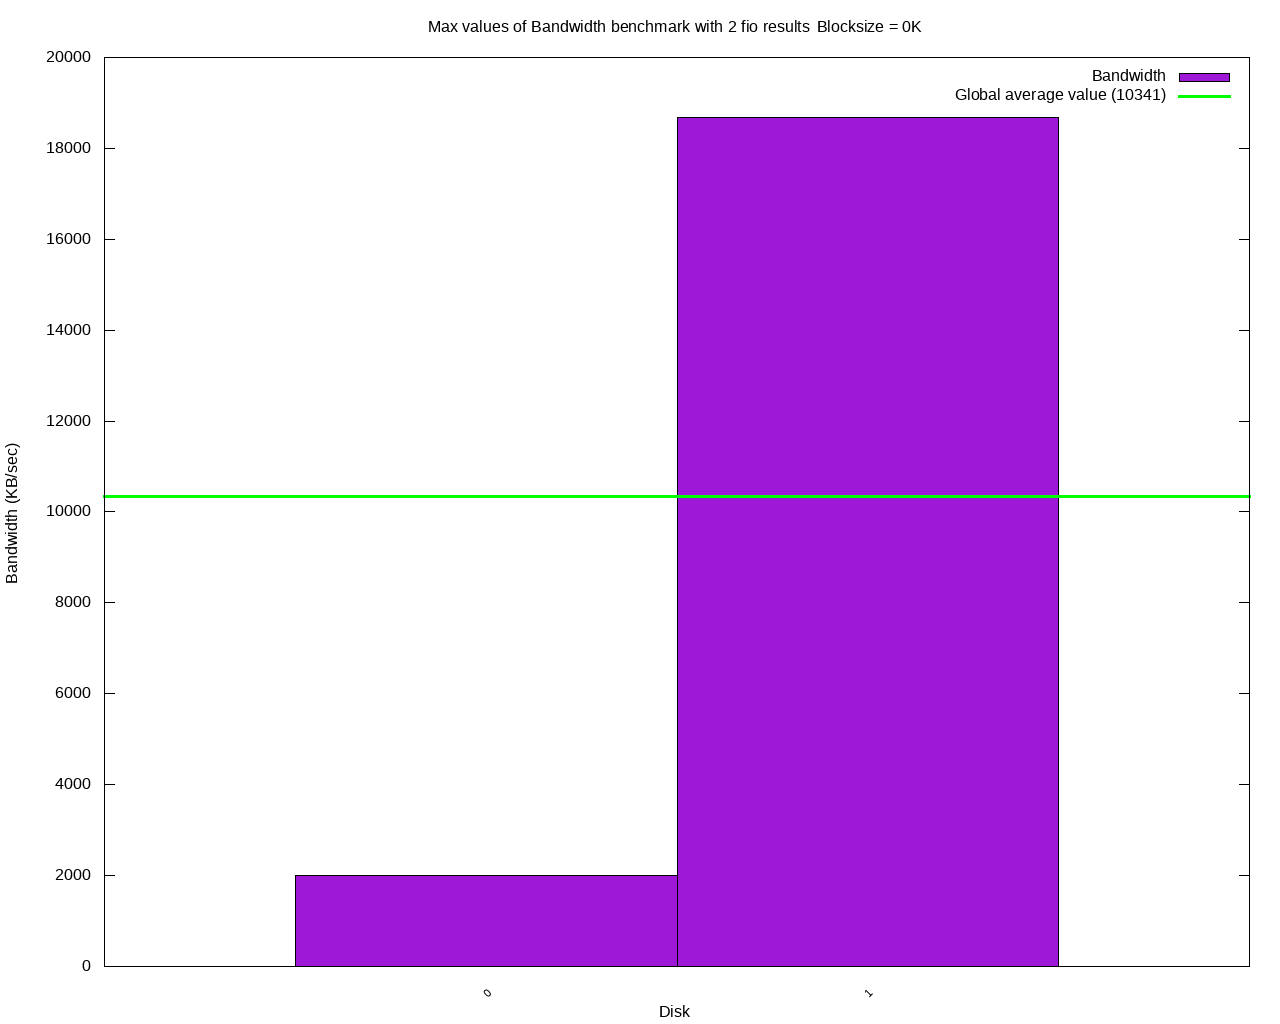 Max values of Bandwidth benchmark with 2 fio results Blocksize = 0K
20000
18000
16000
14000
12000
10000
8000
6000
4000
2000
0
Bandwidth (KB/sec)
Bandwidth
Global average value (10341)
0
1
Disk